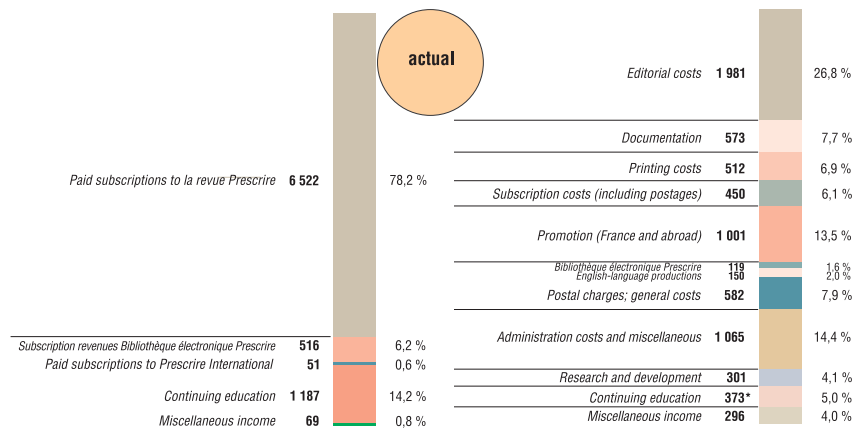 actual
Paid subscriptions to la revue Prescrire 6 522 78,2 %
Subscription revenues Bibliothèque électronique Prescrire 516 6,2 %
Paid subscriptions to Prescrire International 51 0,6 %
Continuing education 1 187 14,2 %
Miscellaneous income 69 0,8 %
Editorial costs 1 981 26,8 %
Documentation 573 7,7 %
Printing costs 512 6,9 %
Subscription costs (including postages) 450 6,1 %
Promotion (France and abroad) 1 001 13,5 %
Bibliothèque électronique Prescrire 119 1,6 %
English-language productions 150 2,0 %
Postal charges; general costs 582 7,9 %
Administration costs and miscellaneous 1 065 14,4 %
Research and development 301 4,1 %
Continuing education 373* 5,0 %
Miscellaneous income 296 4,0 %